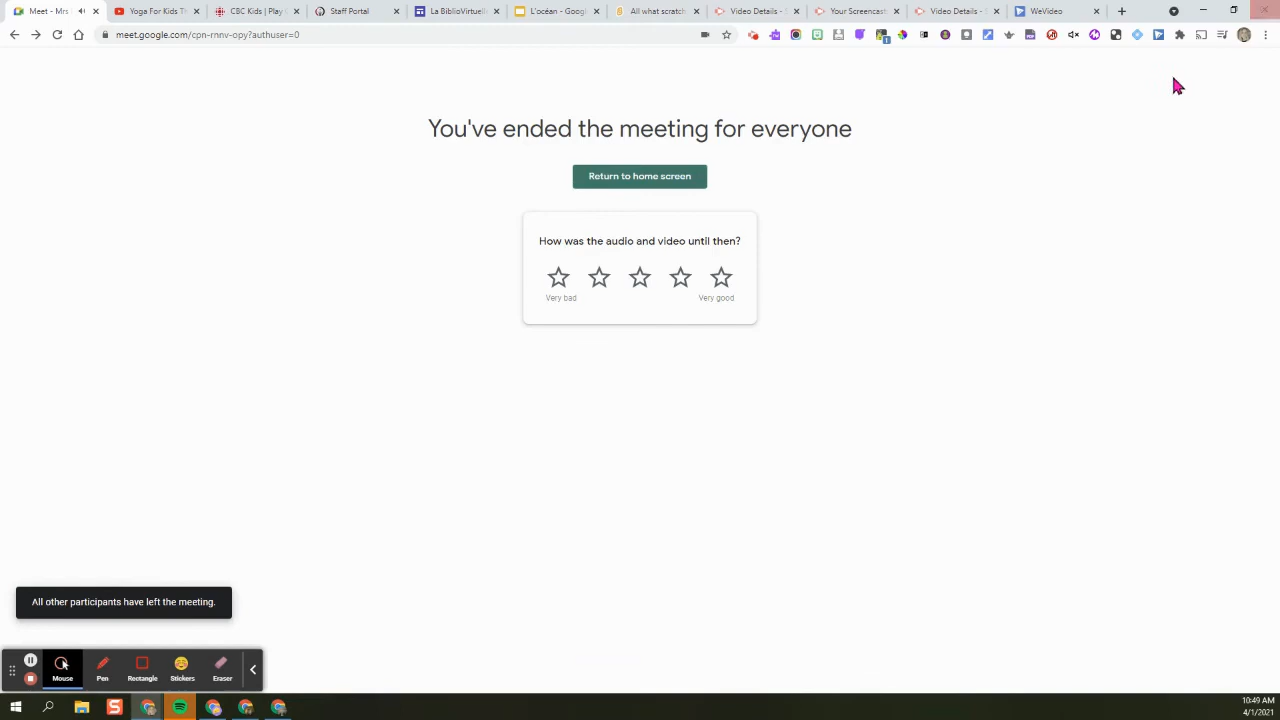 Meet - Mrs
Yoga For Kids Th
CBC Kids | Play
Staff Portal
La BiblioVirtuell
L'océan - Googl
All what scratch
Video Details - S
Your Screencast
Video Details - S
WeVideo
meet.google.com/cpn-rnnv-opy?authuser=0
You've ended the meeting for everyone
Return to home screen
How was the audio and video until then?
Very bad
Very good
All other participants have left the meeting.
Mouse
Pen
Rectangle
Stickers
Eraser
10:49 AM
4/1/2021